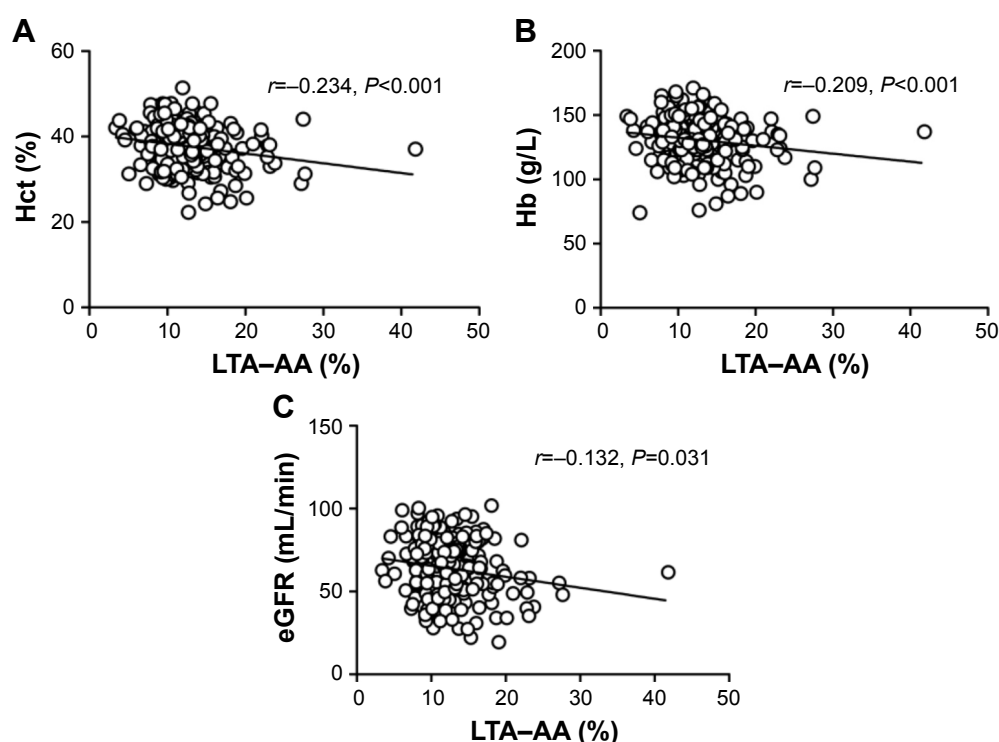 A
60
40
20
0
Hct (%)
r=–0.234, P<0.001
0 10 20 30 40 50
LTA–AA (%)
B
200
150
100
50
0
Hb (g/L)
r=–0.209, P<0.001
0 10 20 30 40 50
LTA–AA (%)
C
150
100
50
0
eGFR (mL/min)
r=–0.132, P=0.031
0 10 20 30 40 50
LTA–AA (%)